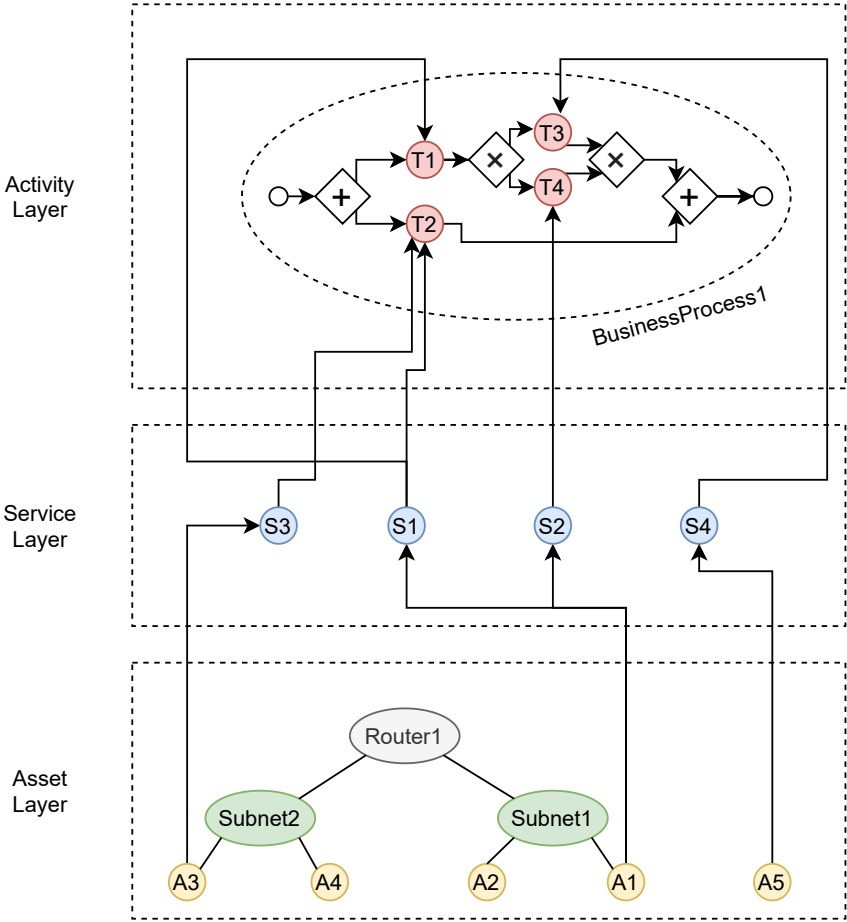 T3
T1
×
×
Activity
Layer
+
T4
+
T2
BusinessProcess1
Service
Layer
S3
S1
S2
S4
Router1
Asset
Layer
Subnet2
Subnet1
A3
A4
A2
A1
A5